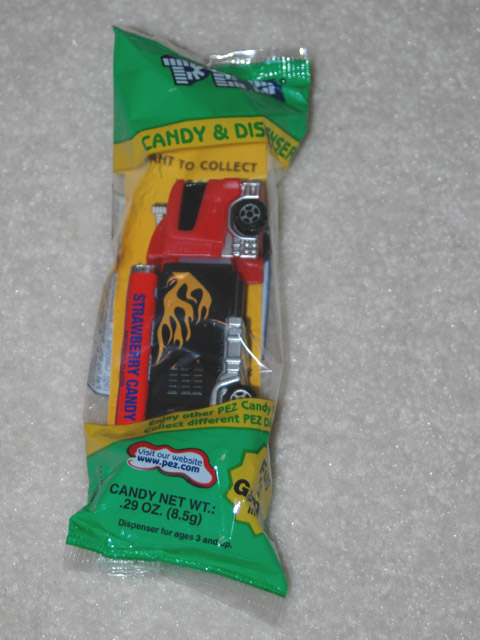 PEZ
CANDY & DISPENSER
WANT TO COLLECT
STRAWBERRY CANDY
Enjoy other PEZ Candy
Collect different PEZ
Visit our website
www.pez.com
CANDY NET WT.:
.29 OZ. (8.5g)
Dispenser for ages 3 and up.